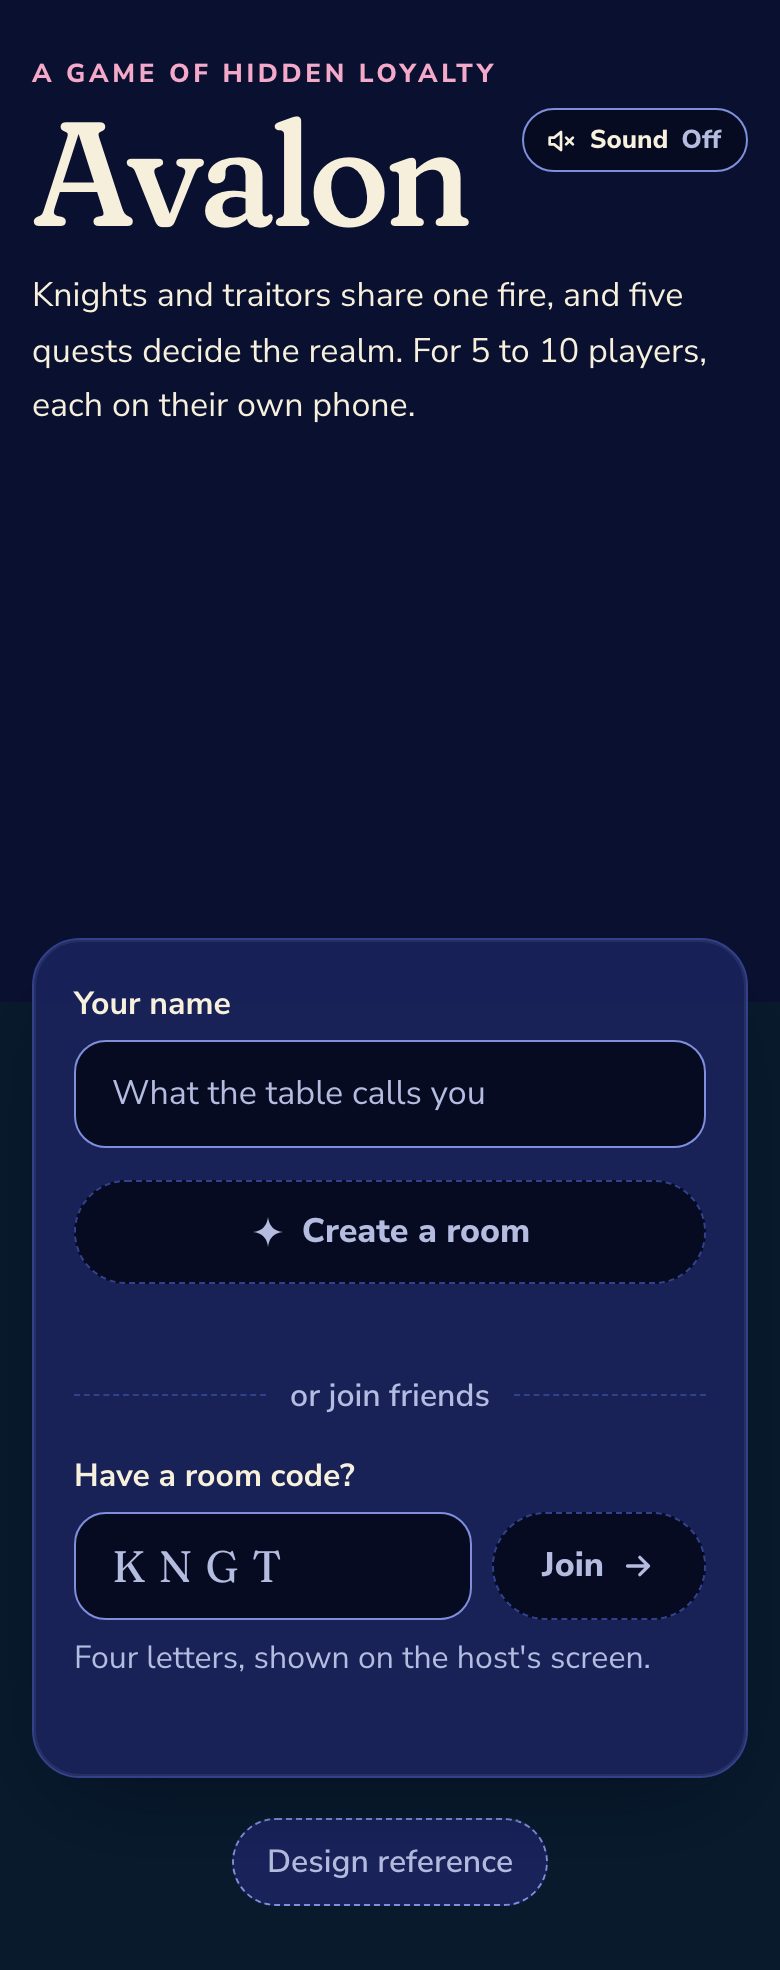 A GAME OF HIDDEN LOYALTY
Avalon
Sound Off
Knights and traitors share one fire, and five
quests decide the realm. For 5 to 10 players,
each on their own phone.
Your name
What the table calls you
Create a room
or join friends
Have a room code?
KNGT
Join
Four letters, shown on the host's screen.
Design reference